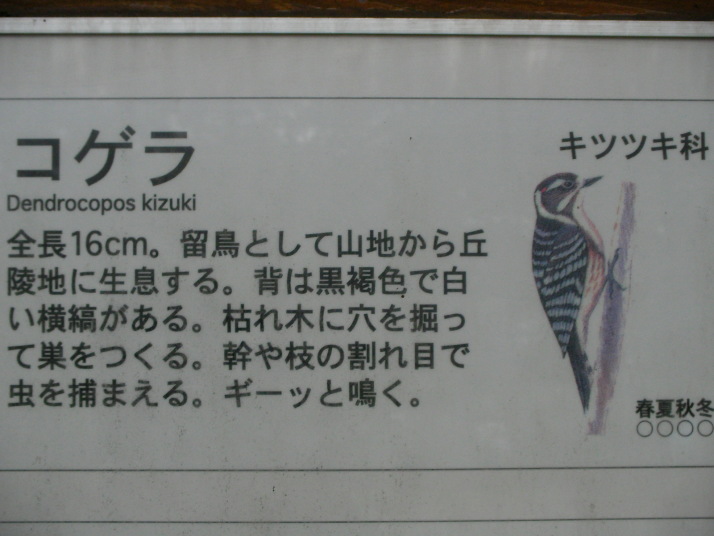 コゲラ
キツツキ科
Dendrocopos kizuki
全長16cm。留鳥として山地から丘
陵地に生息する。背は黒褐色で白
い横縞がある。枯れ木に穴を掘っ
て巣をつくる。幹や枝の割れ目で
虫を捕まえる。ギーッと鳴く。
春夏秋冬
○○○○